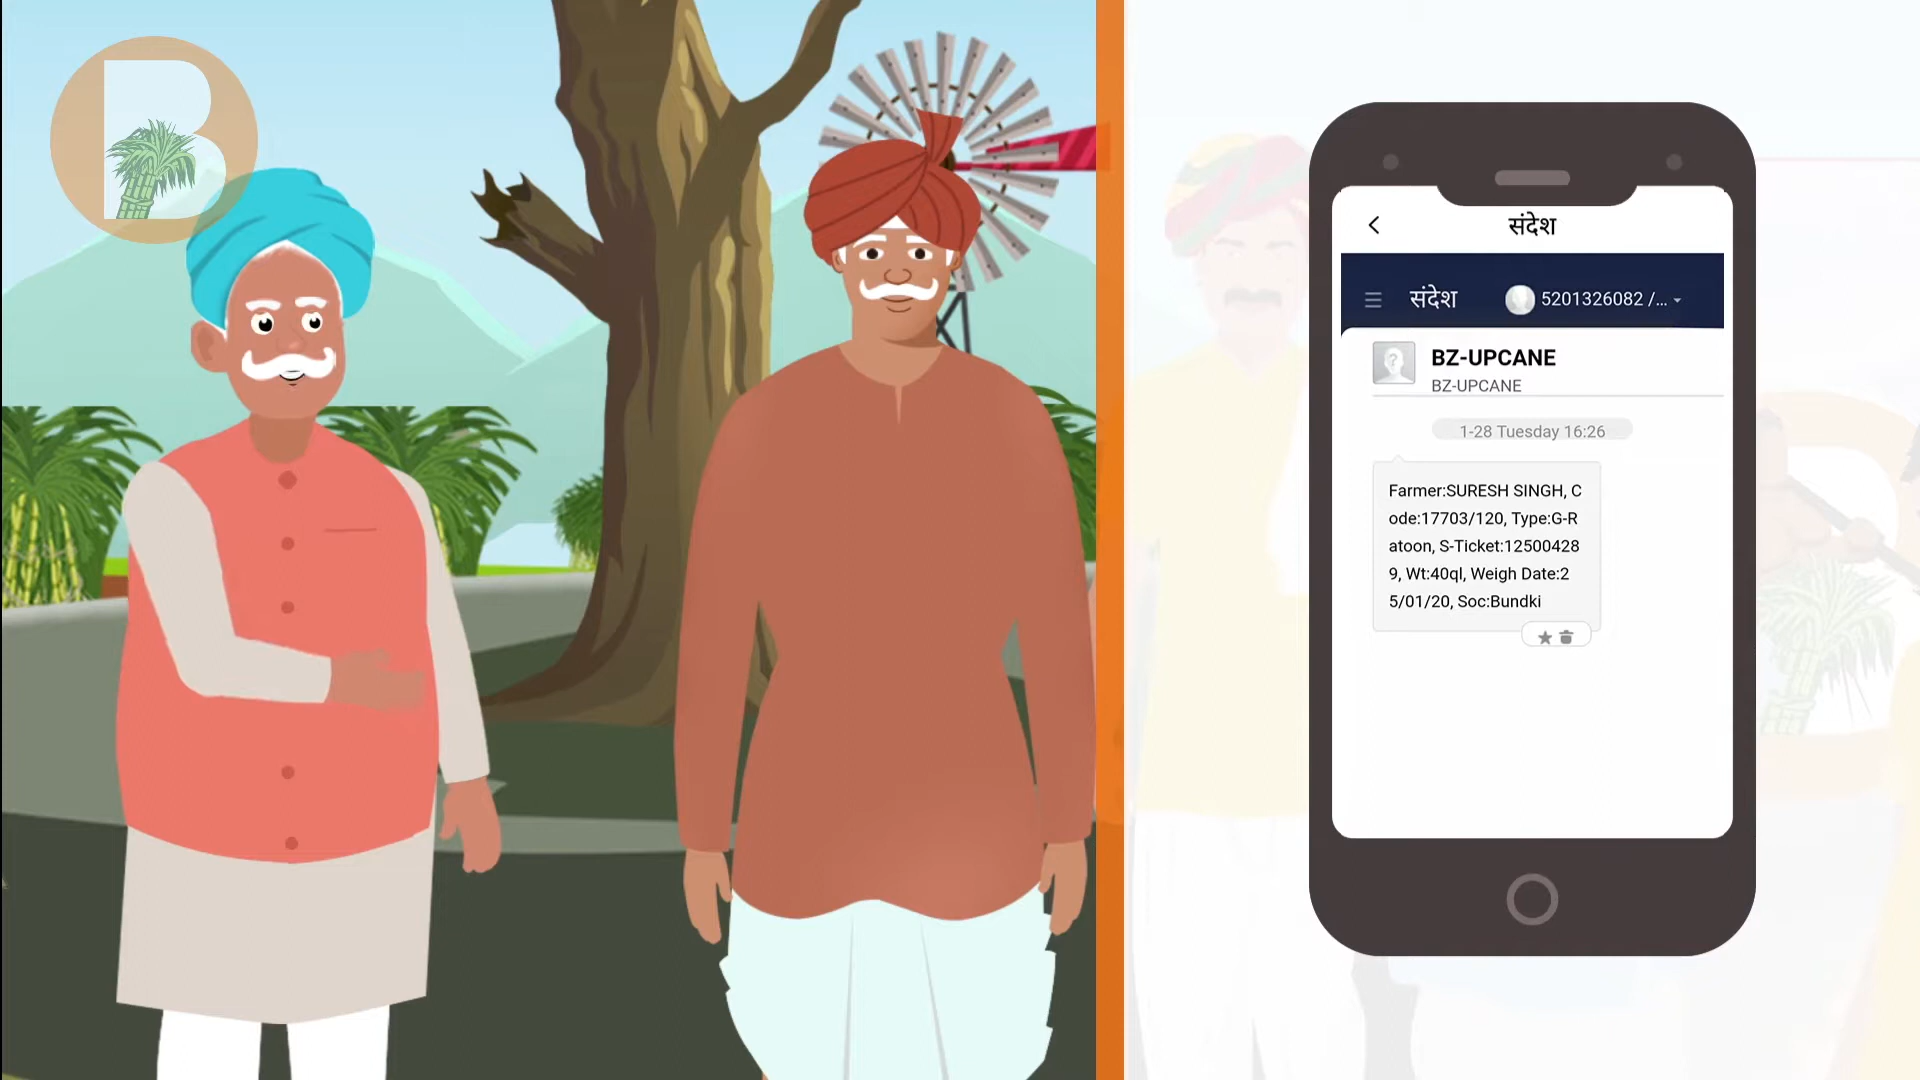 B
संदेश
संदेश 5201326082 /...
BZ-UPCANE
BZ-UPCANE
1-28 Tuesday 16:26
Farmer:SURESH SINGH, C
ode:17703/120, Type:G-R
atoon, S-Ticket:12500428
9, Wt:40ql, Weigh Date:2
5/01/20, Soc:Bundki